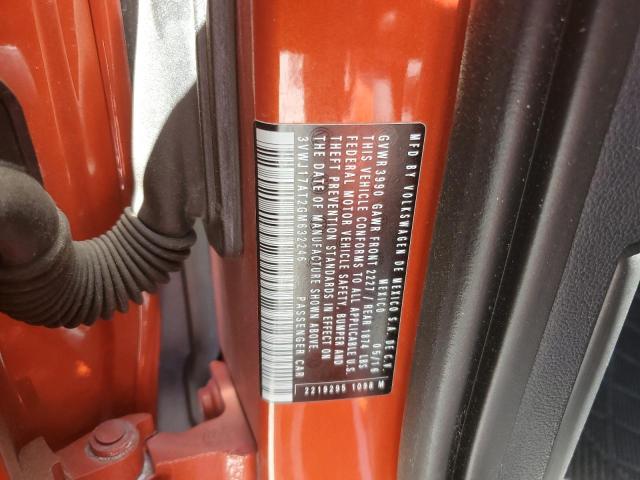 MFD BY VOLKSWAGEN DE MEXICO S.A. DE C.V.
MEXICO 05/16
GVWR 3990 GAWR FRONT 2227 / REAR 1874 LBS
THIS VEHICLE CONFORMS TO ALL APPLICABLE U.S.
FEDERAL MOTOR VEHICLE SAFETY, BUMPER AND
THEFT PREVENTION STANDARDS IN EFFECT ON
THE DATE OF MANUFACTURE SHOWN ABOVE.
3VWJ17AT2GM632246 PASSENGER CAR
2219295 1098 M